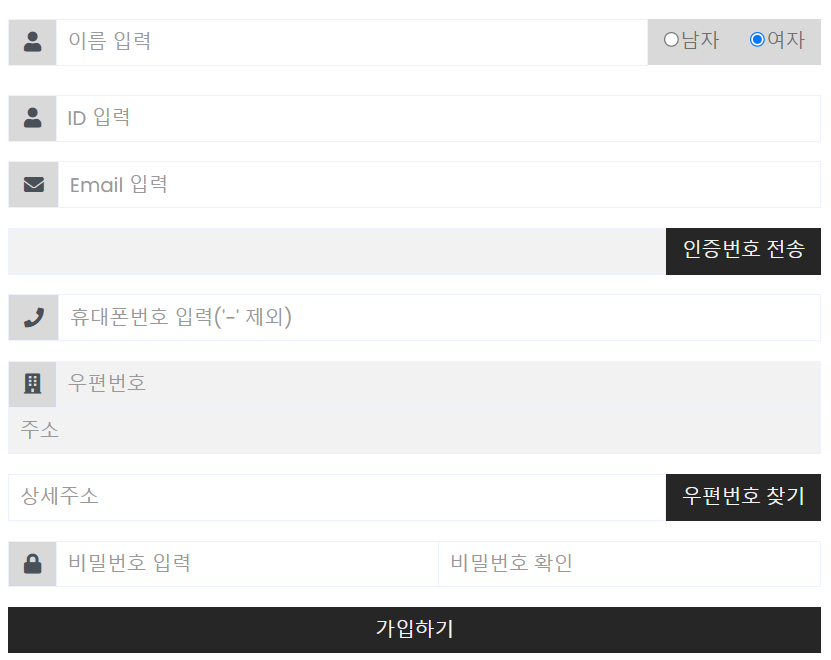 이름 입력 남자 여자
ID 입력
Email 입력
인증번호 전송
휴대폰번호 입력('-' 제외)
우편번호
주소
상세주소 우편번호 찾기
비밀번호 입력 비밀번호 확인
가입하기